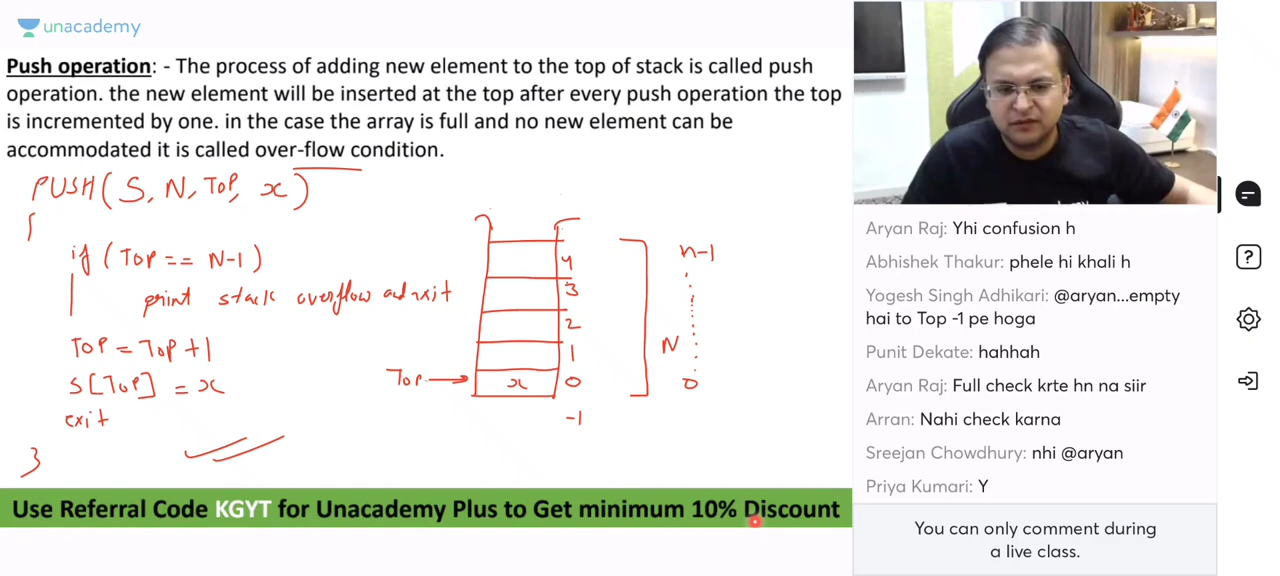 unacademy
Push operation: - The process of adding new element to the top of stack is called push
operation. the new element will be inserted at the top after every push operation the top
is incremented by one. in the case the array is full and no new element can be
accommodated it is called over-flow condition.
PUSH( S, N, TOP, x )
{
if ( TOP == N-1 )
print stack overflow and exit
TOP = TOP + 1
S[TOP] = x
exit
}
4
3
2
1
TOP → x 0
-1
N
n-1
0
Use Referral Code KGYT for Unacademy Plus to Get minimum 10% Discount
Aryan Raj: Yhi confusion h
Abhishek Thakur: phele hi khali h
Yogesh Singh Adhikari: @aryan...empty
hai to Top -1 pe hoga
Punit Dekate: hahhah
Aryan Raj: Full check krte hn na siir
Arran: Nahi check karna
Sreejan Chowdhury: nhi @aryan
Priya Kumari: Y
You can only comment during
a live class.